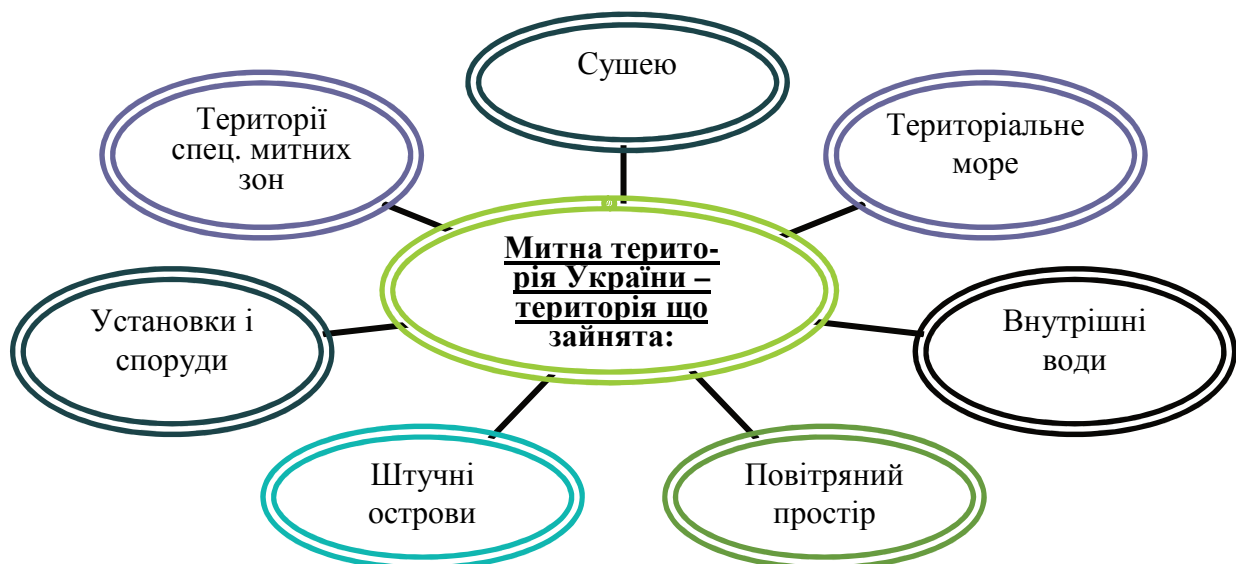 Сушею
Території
спец. митних
зон
Територіальне
море
Митна терито-
рія України –
територія що
зайнята:
Установки і
споруди
Внутрішні
води
Штучні
острови
Повітряний
простір